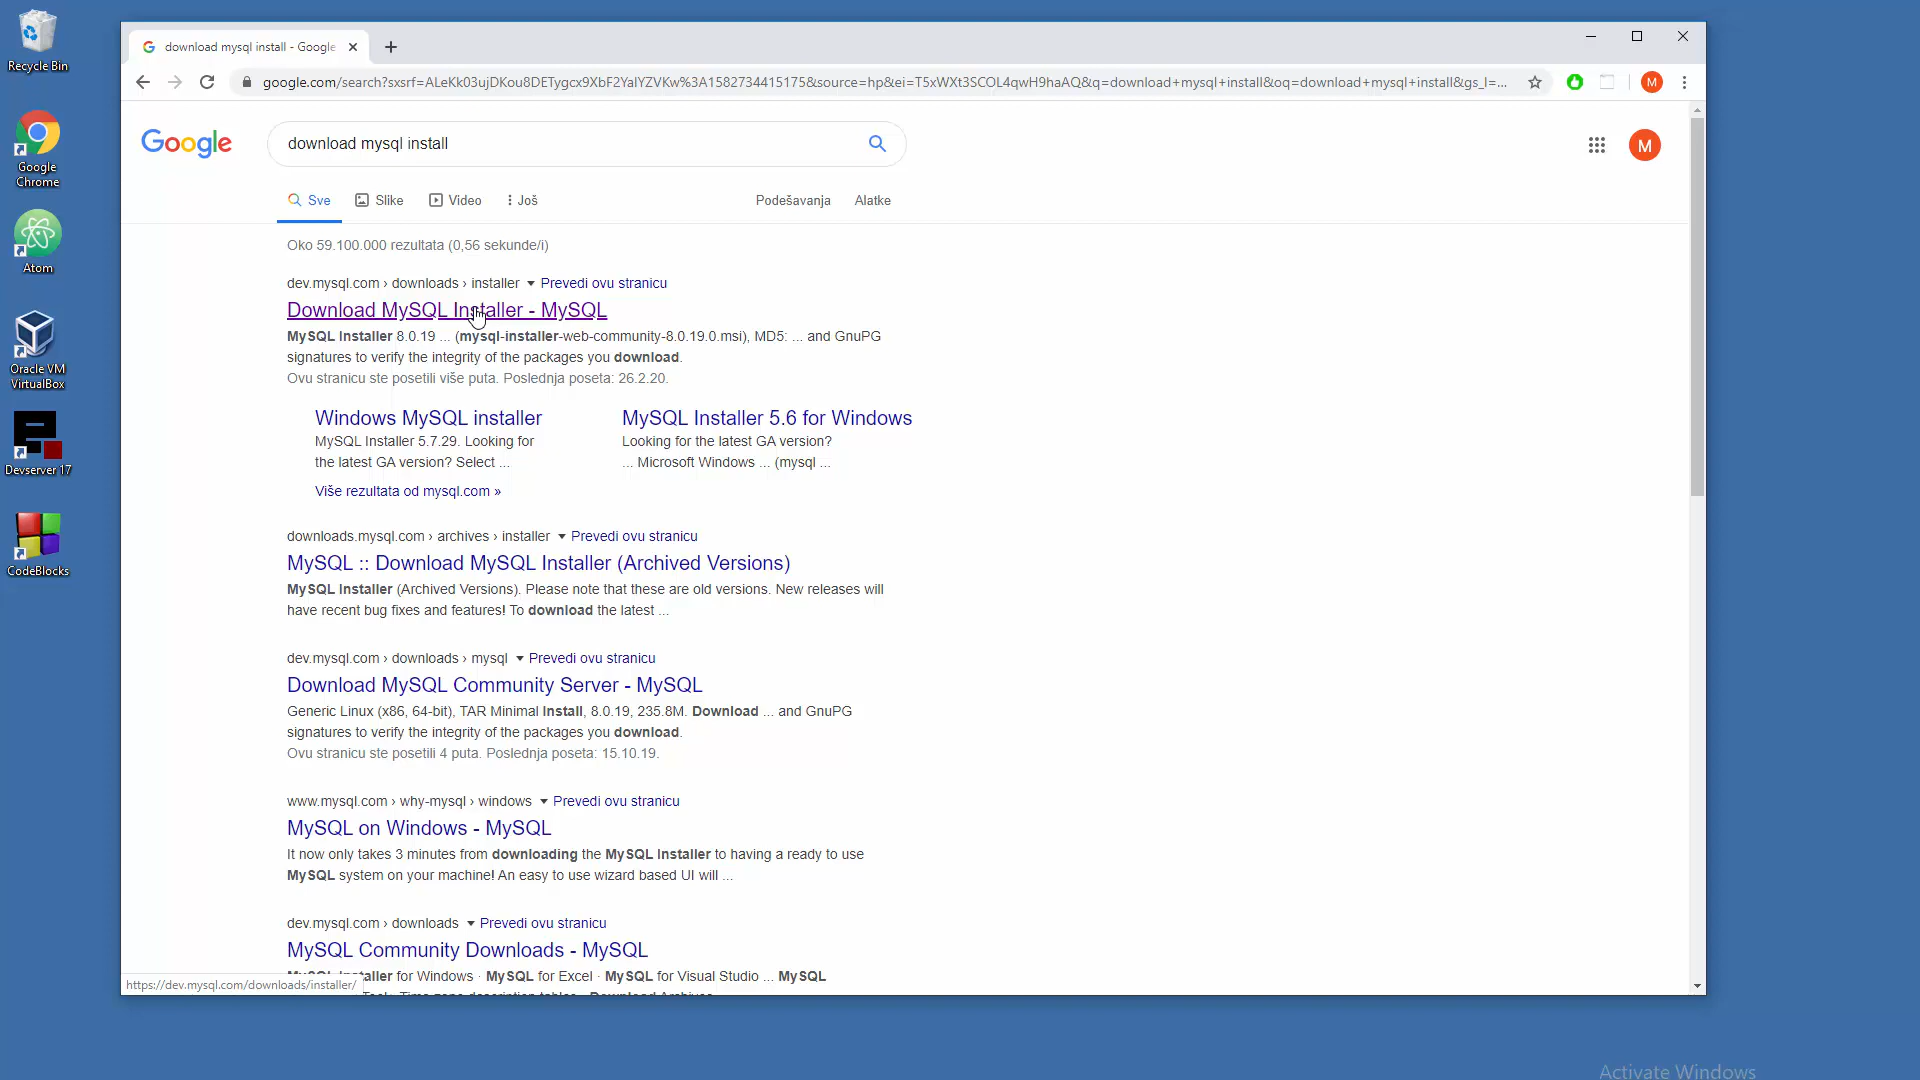 Recycle Bin
Google
Chrome
Atom
Oracle VM
VirtualBox
Devserver 17
CodeBlocks
download mysql install - Google
google.com/search?sxsrf=ALeKk03ujDKou8DETygcx9XbF2YaIYZVKw%3A1582734415175&source=hp&ei=T5xWXt3SCOL4qwH9haAQ&q=download+mysql+install&oq=download+mysql+install&gs_l=...
M
Google
download mysql install
M
Sve
Slike
Video
Još
Podešavanja
Alatke
Oko 59.100.000 rezultata (0,56 sekunde/i)
dev.mysql.com › downloads › installer Prevedi ovu stranicu
Download MySQL Installer - MySQL
MySQL Installer 8.0.19 ... (mysql-installer-web-community-8.0.19.0.msi), MD5: ... and GnuPG
signatures to verify the integrity of the packages you download.
Ovu stranicu ste posetili više puta. Poslednja poseta: 26.2.20.
Windows MySQL installer
MySQL Installer 5.7.29. Looking for
the latest GA version? Select ...
MySQL Installer 5.6 for Windows
Looking for the latest GA version?
... Microsoft Windows ... (mysql ...
Više rezultata od mysql.com »
downloads.mysql.com › archives › installer Prevedi ovu stranicu
MySQL :: Download MySQL Installer (Archived Versions)
MySQL Installer (Archived Versions). Please note that these are old versions. New releases will
have recent bug fixes and features! To download the latest ...
dev.mysql.com › downloads › mysql Prevedi ovu stranicu
Download MySQL Community Server - MySQL
Generic Linux (x86, 64-bit), TAR Minimal Install, 8.0.19, 235.8M. Download ... and GnuPG
signatures to verify the integrity of the packages you download.
Ovu stranicu ste posetili 4 puta. Poslednja poseta: 15.10.19.
www.mysql.com › why-mysql › windows Prevedi ovu stranicu
MySQL on Windows - MySQL
It now only takes 3 minutes from downloading the MySQL Installer to having a ready to use
MySQL system on your machine! An easy to use wizard based UI will ...
dev.mysql.com › downloads Prevedi ovu stranicu
MySQL Community Downloads - MySQL
MySQL Installer for Windows · MySQL for Excel · MySQL for Visual Studio ... MySQL
https://dev.mysql.com/downloads/installer/
Activate Windows